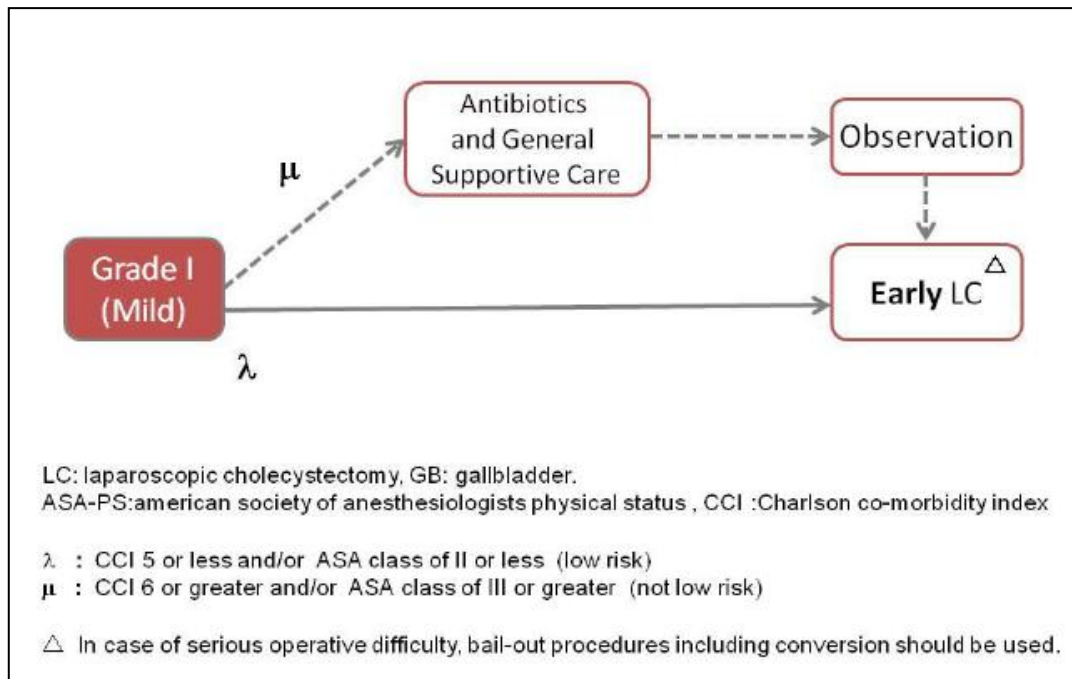 Antibiotics
and General
Supportive Care
Observation
μ
Grade I
(Mild)
Early LC △
λ
LC: laparoscopic cholecystectomy, GB: gallbladder.
ASA-PS:american society of anesthesiologists physical status , CCI :Charlson co-morbidity index
λ : CCI 5 or less and/or ASA class of II or less (low risk)
μ : CCI 6 or greater and/or ASA class of III or greater (not low risk)
△ In case of serious operative difficulty, bail-out procedures including conversion should be used.